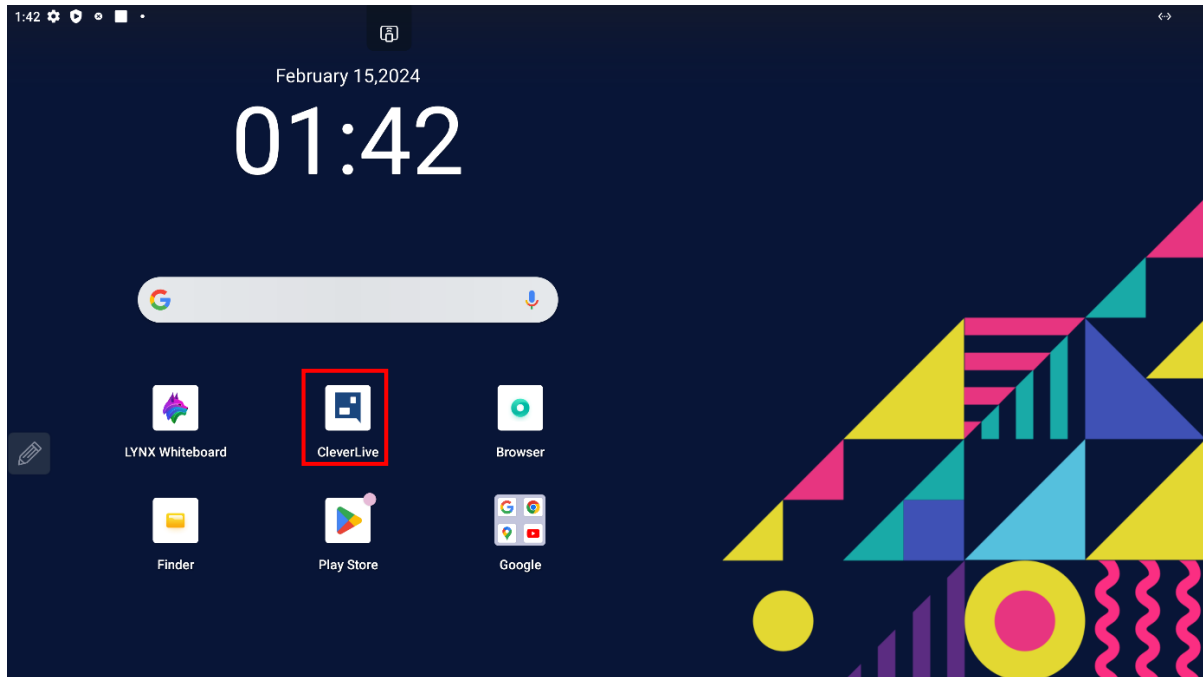 1:42
February 15,2024
01:42
LYNX Whiteboard
CleverLive
Browser
Finder
Play Store
Google